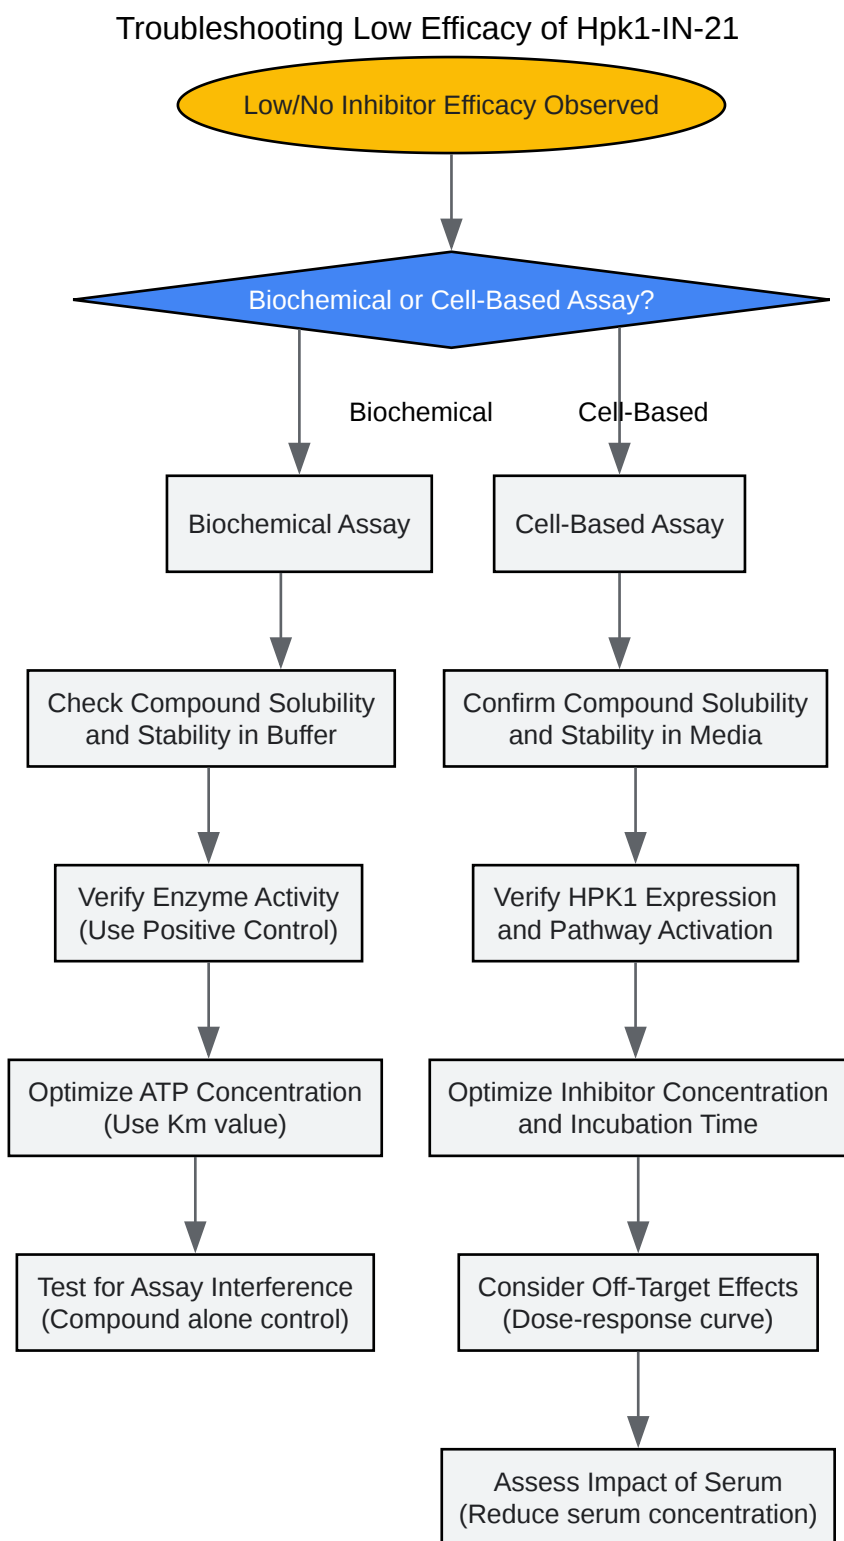 Troubleshooting Low Efficacy of Hpk1-IN-21
Low/No Inhibitor Efficacy Observed
Biochemical or Cell-Based Assay?
Biochemical
Cell-Based
Biochemical Assay
Cell-Based Assay
Check Compound Solubility
and Stability in Buffer
Confirm Compound Solubility
and Stability in Media
Verify Enzyme Activity
(Use Positive Control)
Verify HPK1 Expression
and Pathway Activation
Optimize ATP Concentration
(Use Km value)
Optimize Inhibitor Concentration
and Incubation Time
Test for Assay Interference
(Compound alone control)
Consider Off-Target Effects
(Dose-response curve)
Assess Impact of Serum
(Reduce serum concentration)